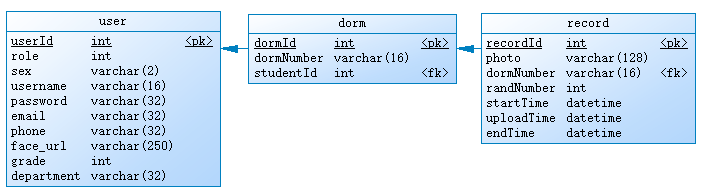 user
userId int <pk>
role int
sex varchar(2)
username varchar(16)
password varchar(32)
email varchar(32)
phone varchar(32)
face_url varchar(250)
grade int
department varchar(32)
dorm
dormId int <pk>
dormNumber varchar(16)
studentId int <fk>
record
recordId int <pk>
photo varchar(128)
dormNumber varchar(16) <fk>
randNumber int
startTime datetime
uploadTime datetime
endTime datetime